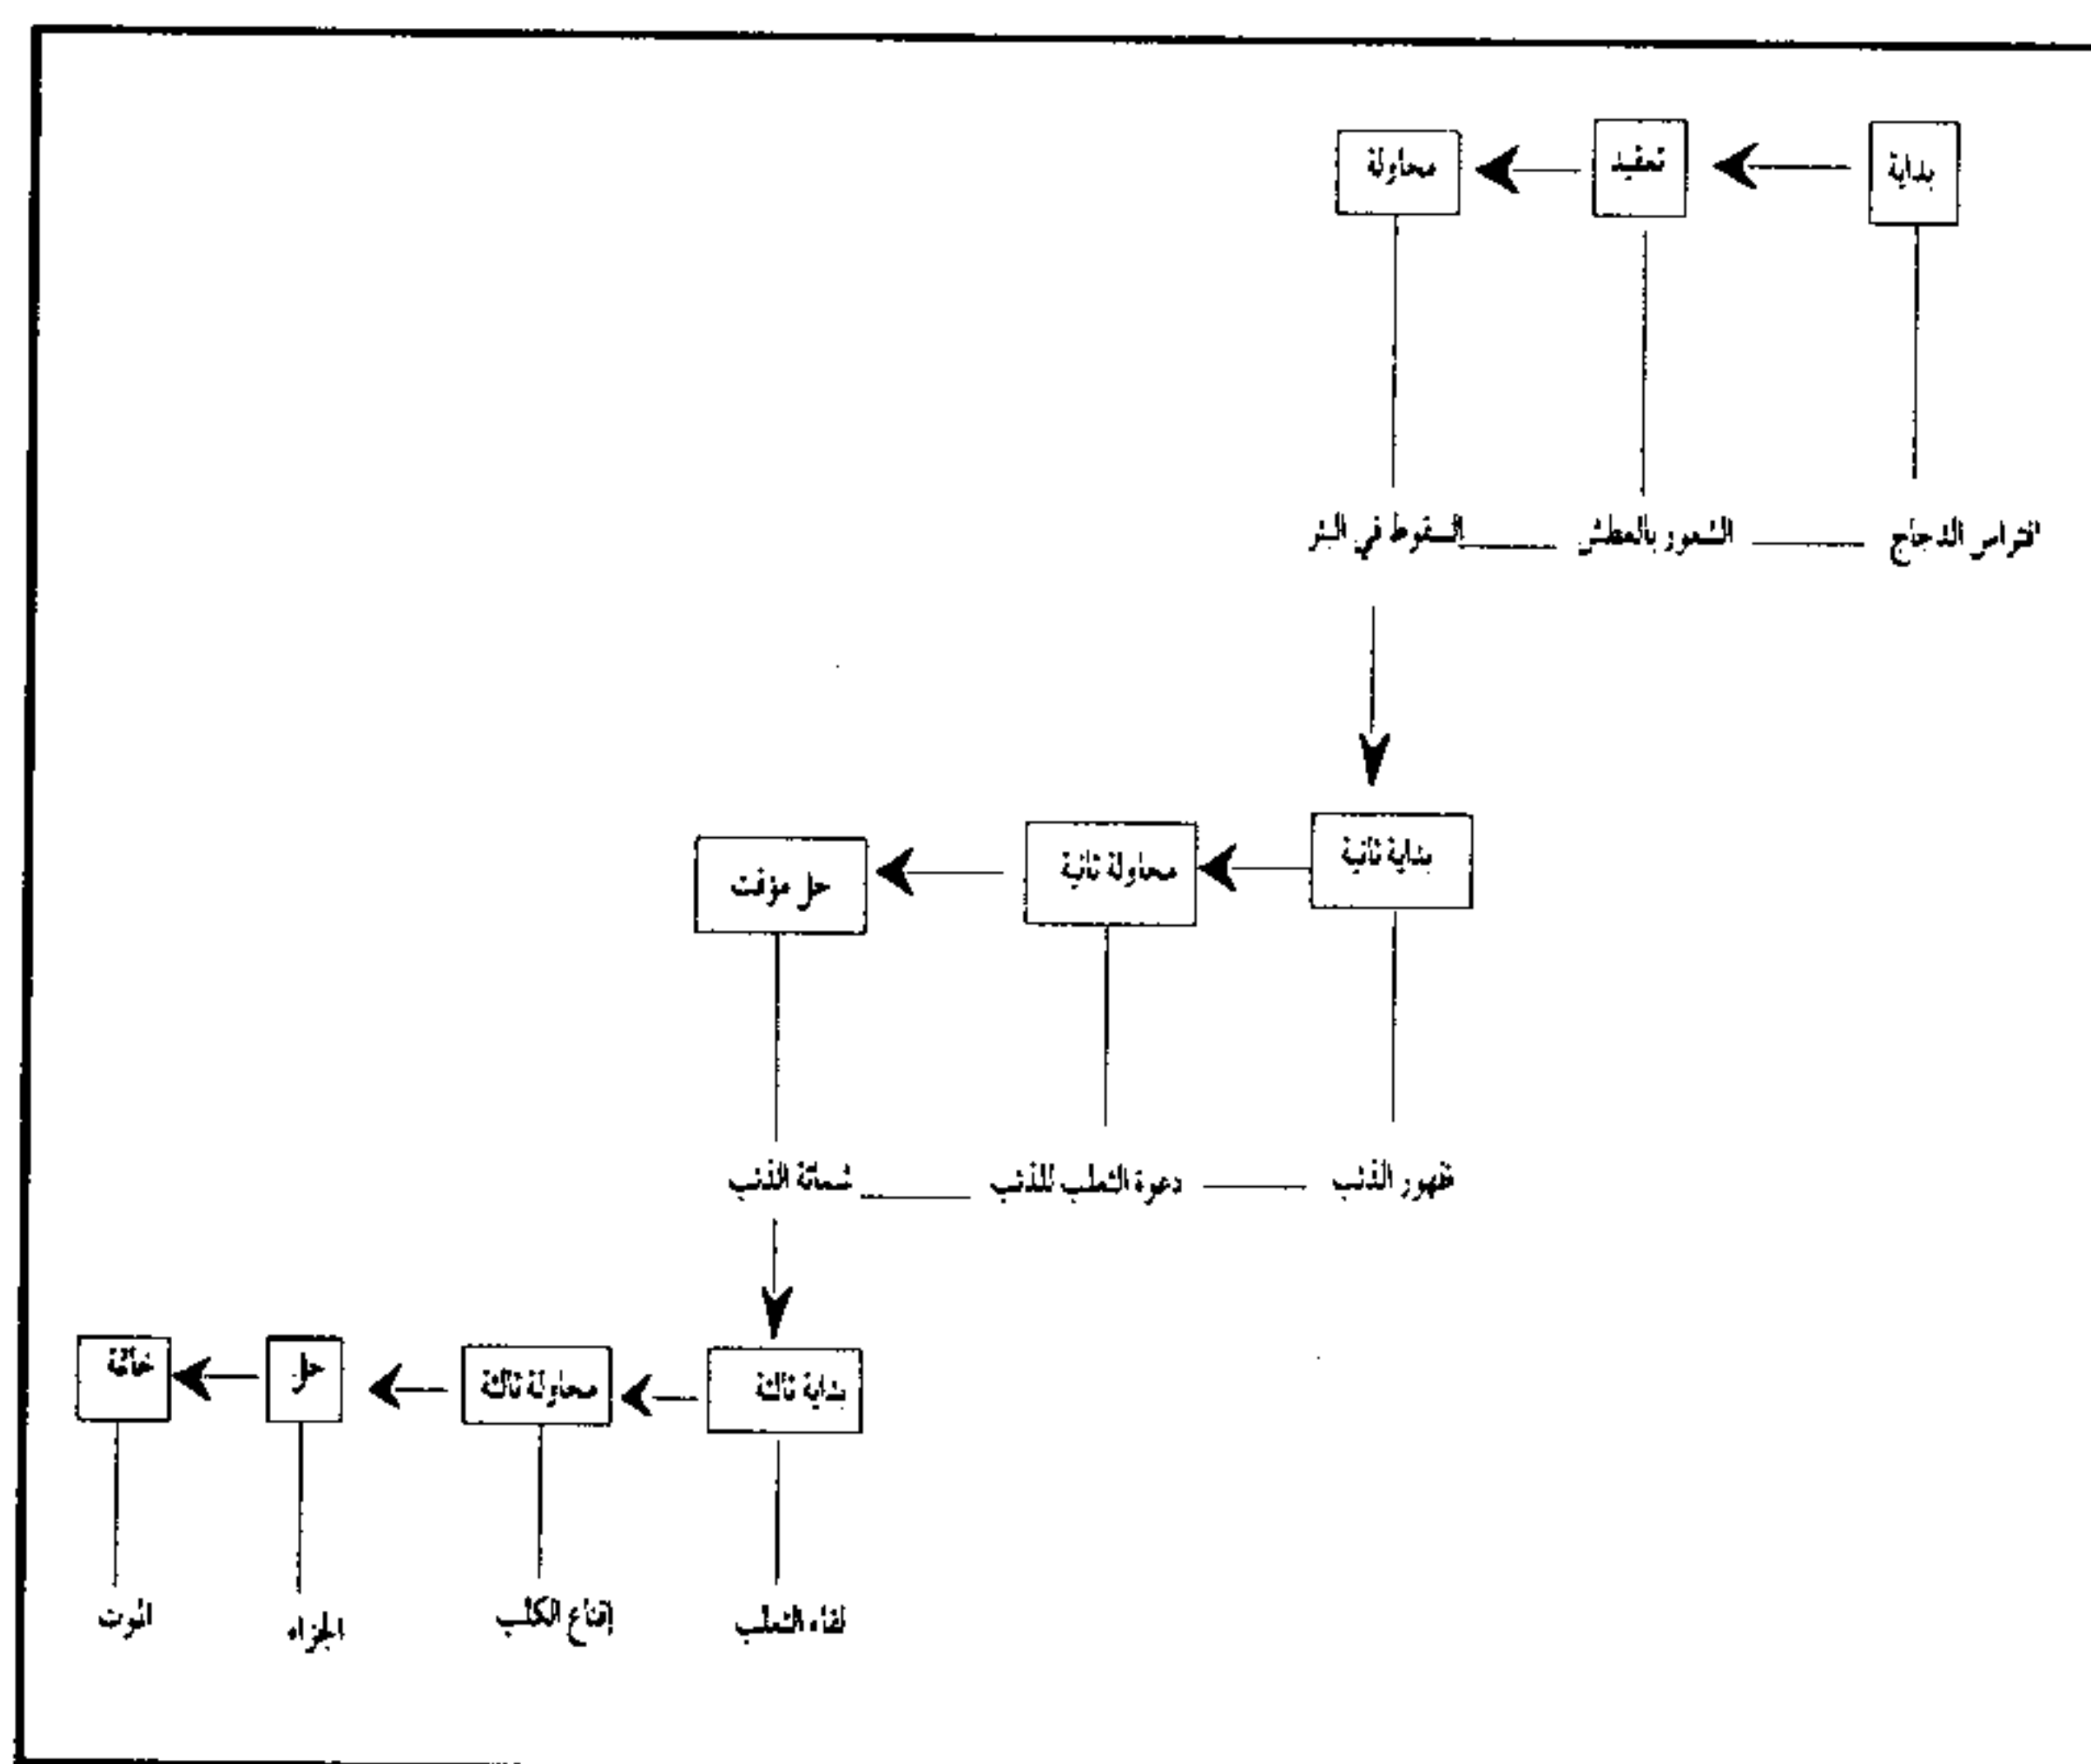 بداية تعقيد محاولة
افتراس الدجاج الشعور بالعطش السقوط في البئر
بداية ثانية محاولة ثانية حل مؤقت
ظهور الذئب دعوة الثعلب للذئب شماتة الذئب
بداية ثالثة محاولة ثالثة حل خاتمة
لقاء الثعلب إقناع الكلب الجزاء الموت